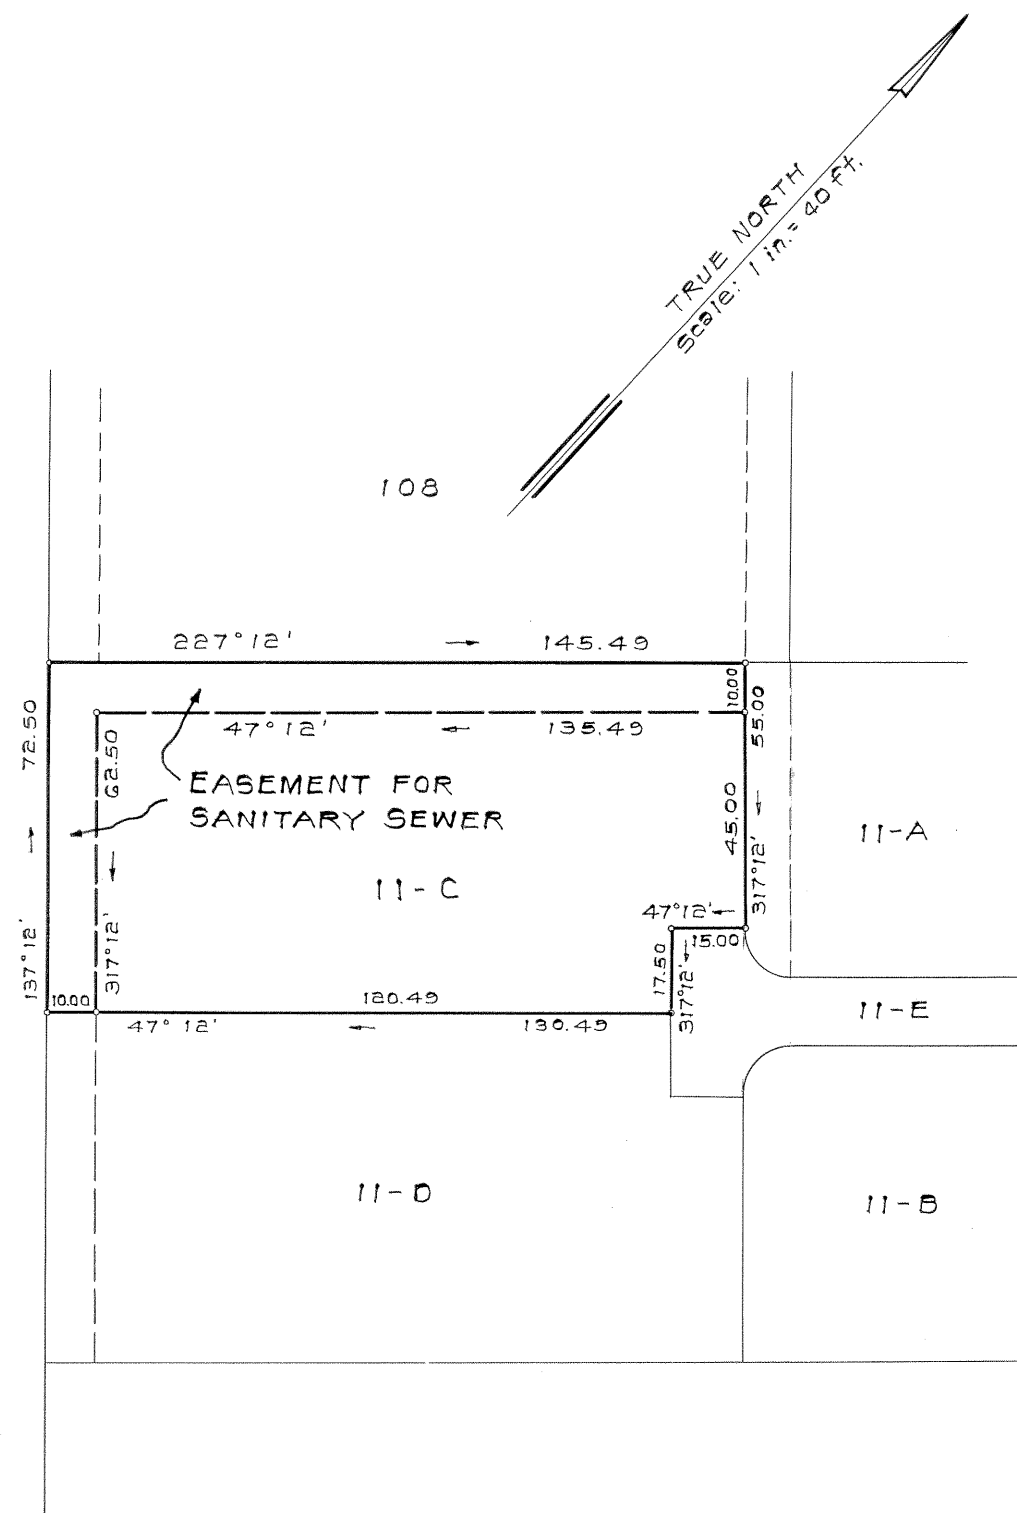 TRUE NORTH
Scale: 1 in. = 40 ft.
108
227°12' 145.49
10.00
55.00
72.50
47°12' 135.49
62.50
EASEMENT FOR
SANITARY SEWER
45.00
11-A
317°12'
11-C
47°12'
15.00
137°12'
317°12'
17.50
317°12'
10.00
120.49
11-E
47°12' 130.49
11-D
11-B